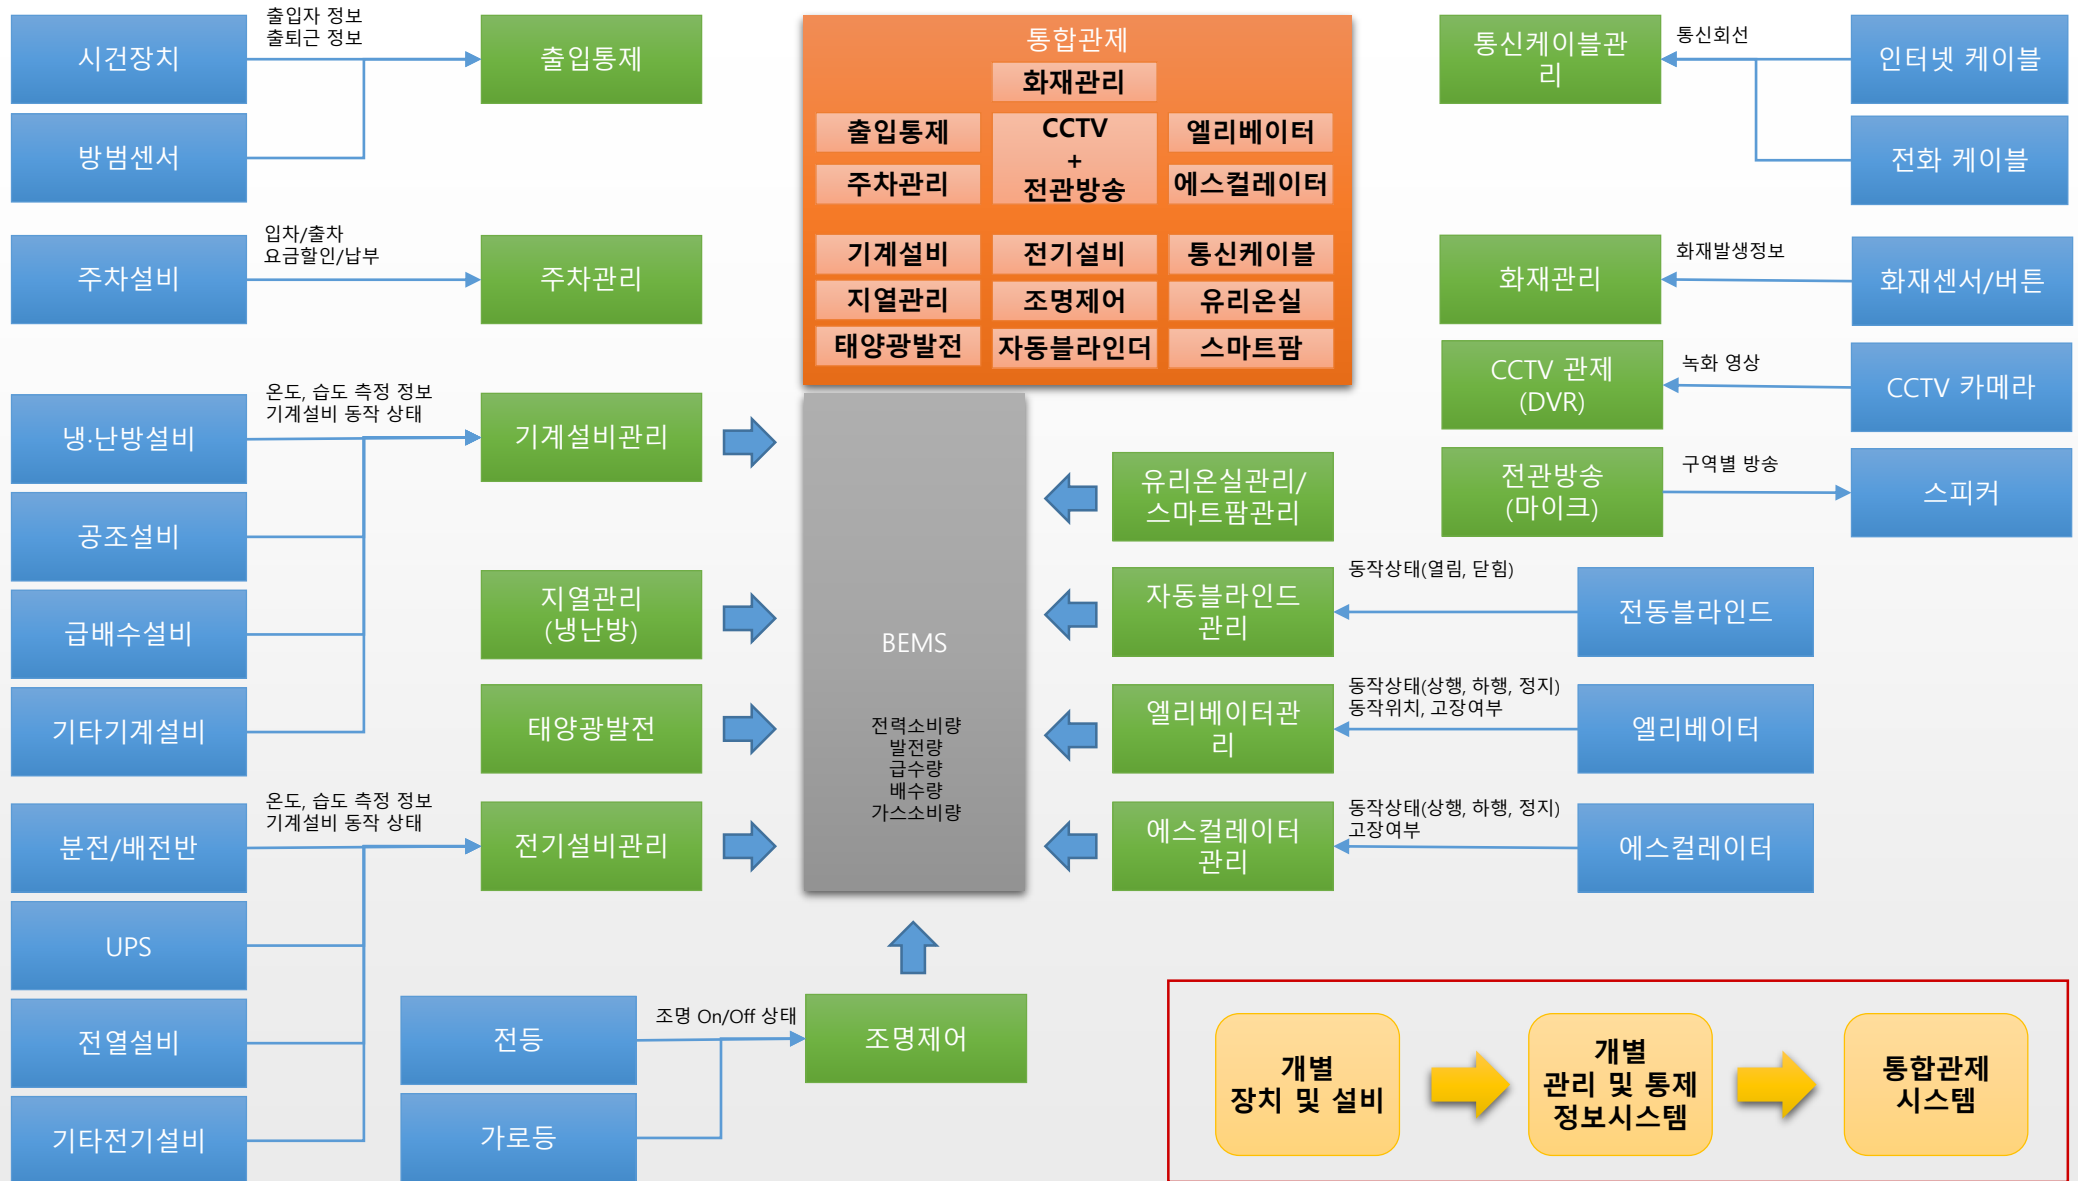 시건장치
출입자 정보
출퇴근 정보
출입통제
방범센서
주차설비
입차/출차
요금할인/납부
주차관리
냉·난방설비
온도, 습도 측정 정보
기계설비 동작 상태
기계설비관리
공조설비
급배수설비
기타기계설비
지열관리
(냉난방)
태양광발전
분전/배전반
온도, 습도 측정 정보
기계설비 동작 상태
전기설비관리
UPS
전열설비
기타전기설비
전등
조명 On/Off 상태
조명제어
가로등
통합관제
화재관리
출입통제
CCTV
+
전관방송
엘리베이터
주차관리
에스컬레이터
기계설비
전기설비
통신케이블
지열관리
조명제어
유리온실
태양광발전
자동블라인더
스마트팜
BEMS
전력소비량
발전량
급수량
배수량
가스소비량
유리온실관리/
스마트팜관리
자동블라인드
관리
동작상태(열림, 닫힘)
전동블라인드
엘리베이터관
리
동작상태(상행, 하행, 정지)
동작위치, 고장여부
엘리베이터
에스컬레이터
관리
동작상태(상행, 하행, 정지)
고장여부
에스컬레이터
통신케이블관
리
통신회선
인터넷 케이블
전화 케이블
화재관리
화재발생정보
화재센서/버튼
CCTV 관제
(DVR)
녹화 영상
CCTV 카메라
전관방송
(마이크)
구역별 방송
스피커
개별
장치 및 설비
개별
관리 및 통제
정보시스템
통합관제
시스템